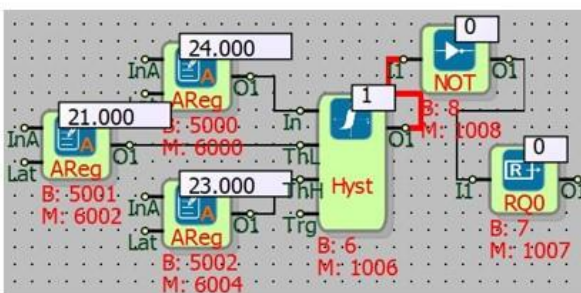 24.000
InA
AReg
O1
B: 5000
M: 6000
21.000
InA
Lat
AReg
O1
B: 5001
M: 6002
23.000
InA
Lat
AReg
O1
B: 5002
M: 6004
1
In
ThL
ThH
Trg
Hyst
O1
B: 6
M: 1006
0
I1
NOT
O1
B: 8
M: 1008
0
I1
R
RQ0
B: 7
M: 1007